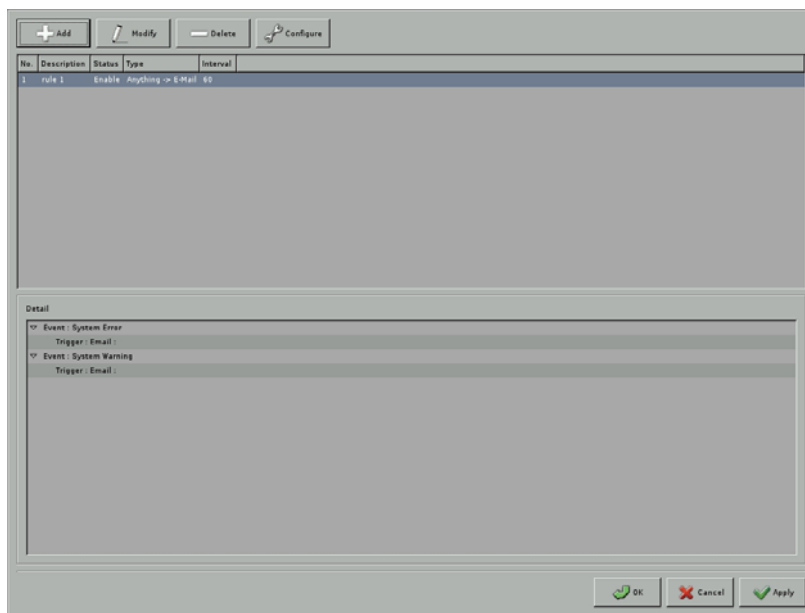 Add Modify Delete Configure
No. Description Status Type Interval
1 rule 1 Enable Anything -> E-Mail 60
Detail
Event : System Error
Trigger : Email :
Event : System Warning
Trigger : Email :
OK Cancel Apply